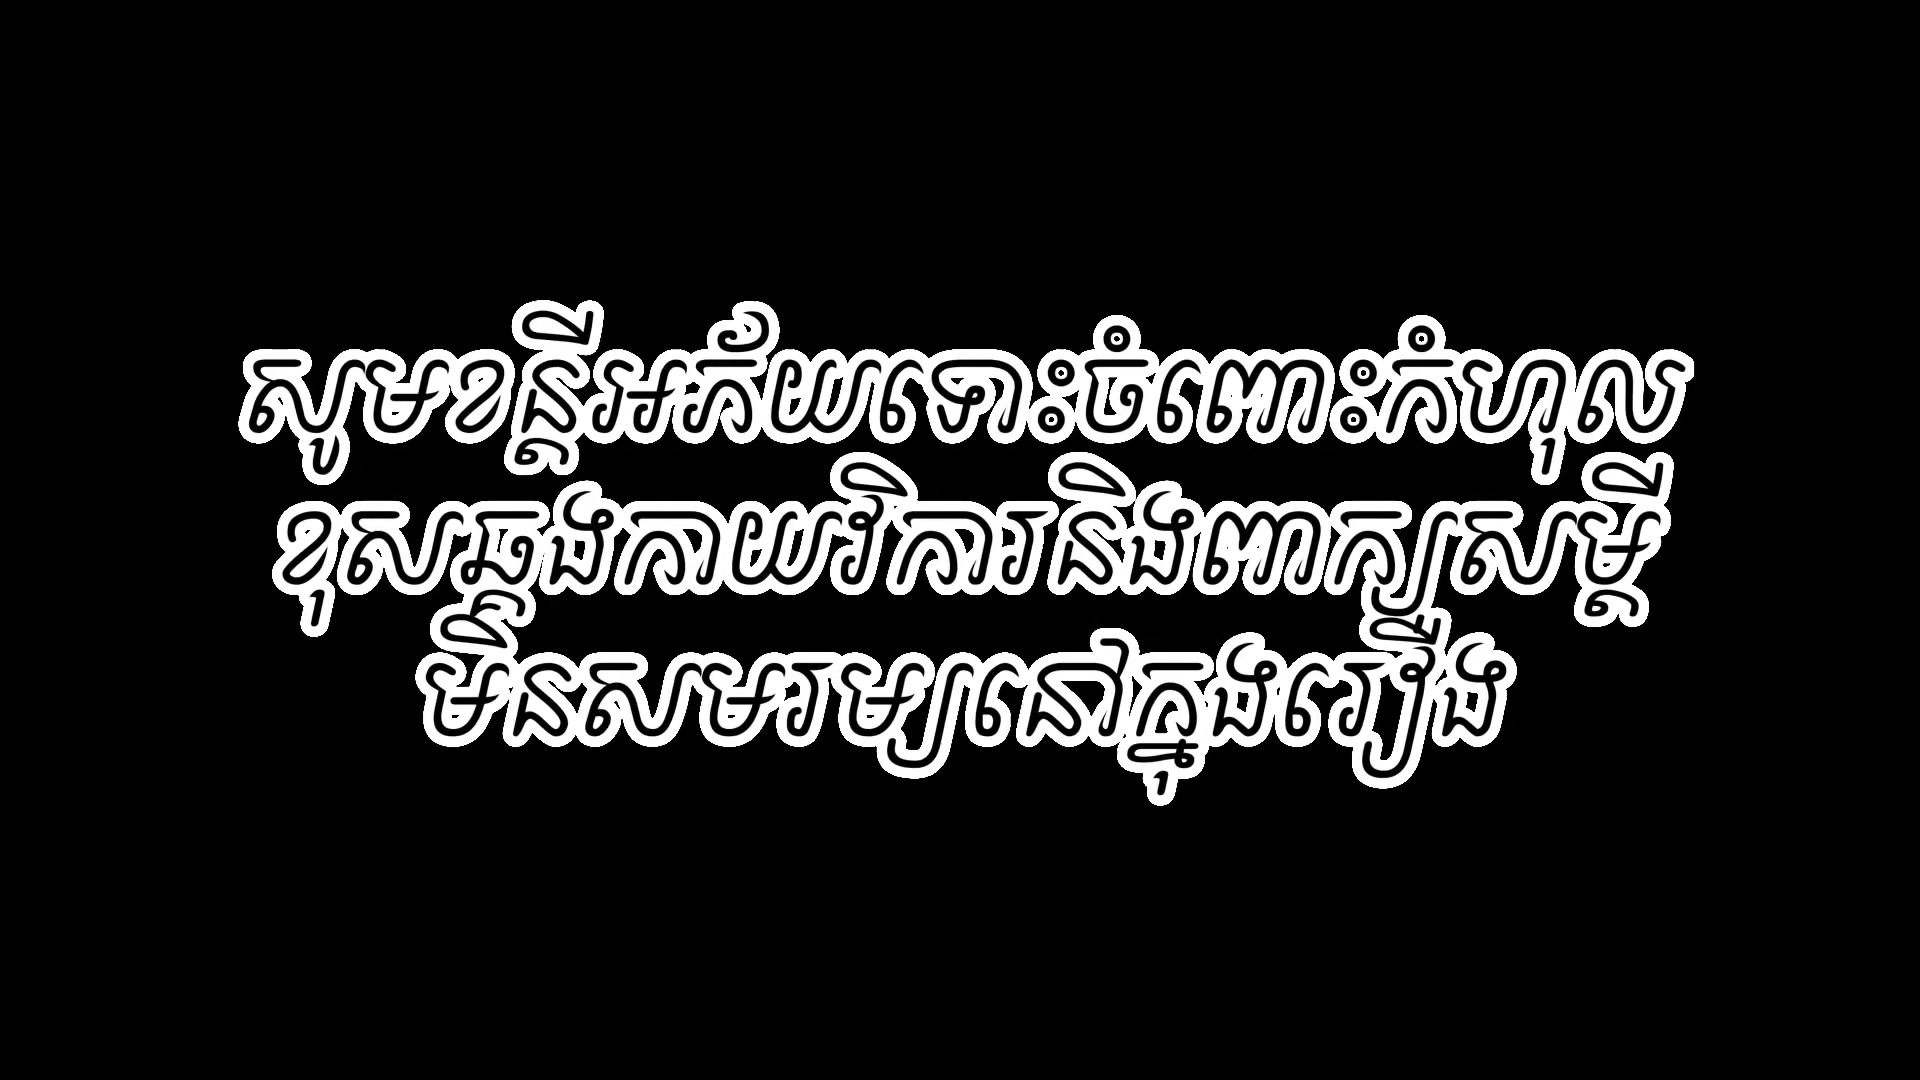 សូមខន្តីអភ័យទោះចំពោះកំហុល
ខុសឆ្គងកាយវិការនិងពាក្យសម្តី
មិនសមរម្យនៅក្នុងរឿង